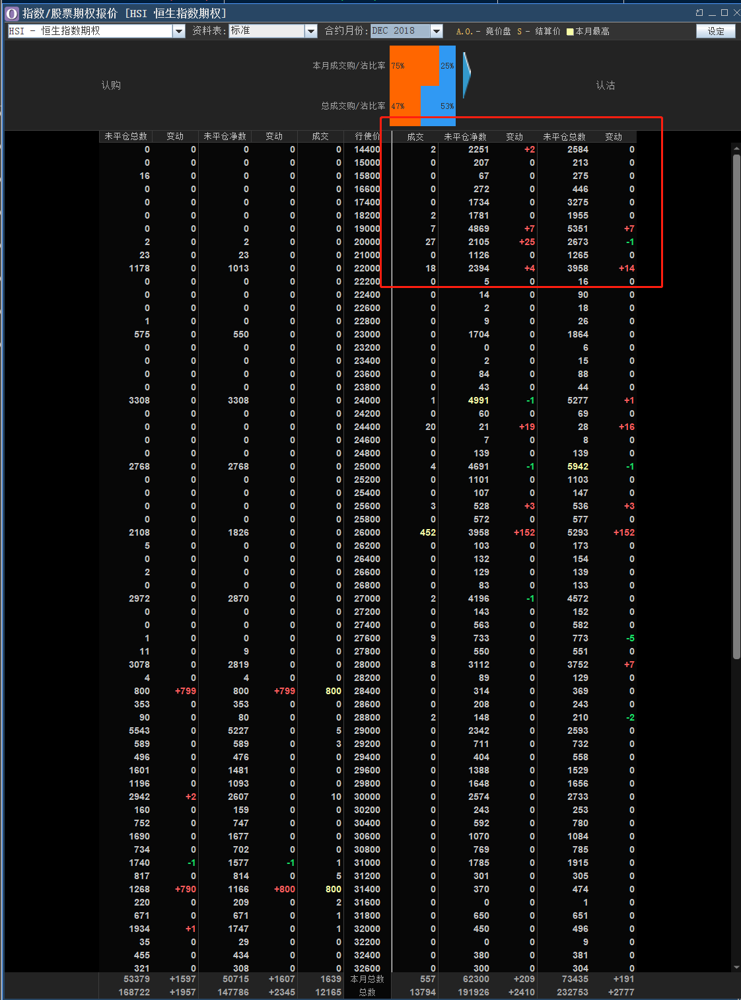 指数/股票期权报价 [HSI 恒生指数期权]
HSI - 恒生指数期权 资料表: 标准 合约月份: DEC 2018 A.O. - 竞价盘 S - 结算价 本月最高 设定
本月成交购/沽比率 75% 25%
认购 认沽
总成交购/沽比率 47% 53%
未平仓总数 变动 未平仓净数 变动 成交 行使价 成交 未平仓净数 变动 未平仓总数 变动
0 0 0 0 0 14400 2 2251 +2 2584 0
0 0 0 0 0 15000 0 207 0 213 0
16 0 0 0 0 15800 0 67 0 275 0
0 0 0 0 0 16600 0 272 0 446 0
0 0 0 0 0 17400 0 1734 0 3275 0
0 0 0 0 0 18200 2 1781 0 1955 0
0 0 0 0 0 19000 7 4869 +7 5351 +7
2 0 2 0 0 20000 27 2105 +25 2673 -1
23 0 23 0 0 21000 0 1126 0 1265 0
1178 0 1013 0 0 22000 18 2394 +4 3958 +14
0 0 0 0 0 22200 0 5 0 16 0
0 0 0 0 0 22400 0 14 0 90 0
0 0 0 0 0 22600 0 2 0 18 0
1 0 0 0 0 22800 0 9 0 26 0
575 0 550 0 0 23000 0 1704 0 1864 0
0 0 0 0 0 23200 0 0 0 6 0
0 0 0 0 0 23400 0 2 0 15 0
0 0 0 0 0 23600 0 84 0 88 0
0 0 0 0 0 23800 0 43 0 44 0
3308 0 3308 0 0 24000 1 4991 -1 5277 +1
0 0 0 0 0 24200 0 60 0 69 0
0 0 0 0 0 24400 20 21 +19 28 +16
0 0 0 0 0 24600 0 7 0 8 0
0 0 0 0 0 24800 0 139 0 139 0
2768 0 2768 0 0 25000 4 4691 -1 5942 -1
0 0 0 0 0 25200 0 1101 0 1103 0
0 0 0 0 0 25400 0 107 0 147 0
0 0 0 0 0 25600 3 528 +3 536 +3
0 0 0 0 0 25800 0 572 0 577 0
2108 0 1826 0 0 26000 452 3958 +152 5293 +152
5 0 0 0 0 26200 0 103 0 173 0
0 0 0 0 0 26400 0 132 0 154 0
2 0 0 0 0 26600 0 129 0 139 0
0 0 0 0 0 26800 0 83 0 133 0
2972 0 2870 0 0 27000 2 4196 -1 4572 0
0 0 0 0 0 27200 0 143 0 152 0
0 0 0 0 0 27400 0 563 0 582 0
1 0 0 0 0 27600 9 733 0 773 -5
11 0 9 0 0 27800 0 550 0 551 0
3078 0 2819 0 0 28000 8 3112 0 3752 +7
4 0 4 0 0 28200 0 89 0 129 0
800 +799 800 +799 800 28400 0 314 0 369 0
353 0 353 0 0 28600 0 208 0 243 0
90 0 80 0 0 28800 2 148 0 210 -2
5543 0 5227 0 5 29000 0 2342 0 2593 0
589 0 589 0 3 29200 0 711 0 732 0
496 0 476 0 0 29400 0 404 0 558 0
1601 0 1481 0 0 29600 0 1388 0 1529 0
1196 0 1093 0 0 29800 0 1648 0 1656 0
2942 +2 2607 0 10 30000 0 2574 0 2733 0
160 0 159 0 0 30200 0 243 0 253 0
752 0 747 0 0 30400 0 592 0 780 0
1690 0 1677 0 0 30600 0 1070 0 1084 0
734 0 702 0 0 30800 0 769 0 785 0
1740 -1 1577 -1 1 31000 0 1785 0 1915 0
817 0 814 0 5 31200 0 301 0 305 0
1268 +790 1166 +800 800 31400 0 370 0 474 0
220 0 209 0 2 31600 0 0 0 1 0
671 0 671 0 1 31800 0 650 0 651 0
1934 +1 1747 0 1 32000 0 450 0 496 0
35 0 29 0 0 32200 0 0 0 9 0
455 0 434 0 0 32400 0 380 0 381 0
321 0 308 0 0 32600 0 300 0 304 0
53379 +1597 50715 +1607 1639 本月总数 557 62300 +209 73435 +191
168722 +1957 147786 +2345 12165 总数 13794 191926 +2410 232753 +2777